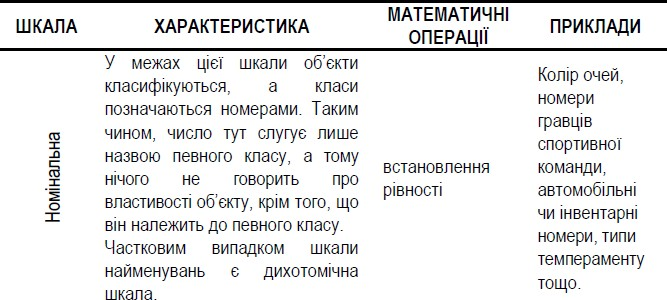 ШКАЛА ХАРАКТЕРИСТИКА МАТЕМАТИЧНІ ОПЕРАЦІЇ ПРИКЛАДИ
Номінальна
У межах цієї шкали об’єкти
класифікуються, а класи
позначаються номерами. Таким
чином, число тут слугує лише
назвою певного класу, а тому
нічого не говорить про
властивості об’єкту, крім того, що
він належить до певного класу.
Частковим випадком шкали
найменувань є дихотомічна
шкала.
встановлення
рівності
Колір очей,
номери
гравців
спортивної
команди,
автомобільні
чи інвентарні
номери, типи
темпераменту
тощо.